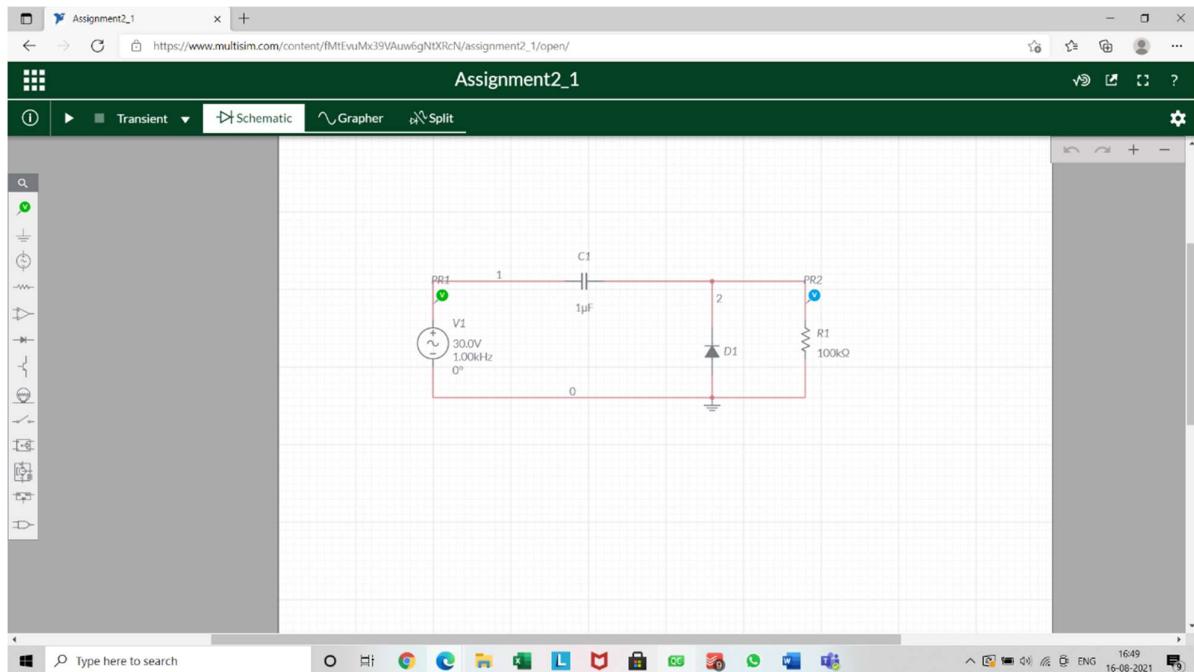 Assignment2_1
https://www.multisim.com/content/fMtEvuMx39VAuw6gNtXRcN/assignment2_1/open/
Assignment2_1
Transient
Schematic
Grapher
Split
C1
PR1
1
PR2
2
1μF
V1
30.0V
1.00kHz
0°
D1
R1
100kΩ
0
Type here to search
ENG
16:49
16-08-2021